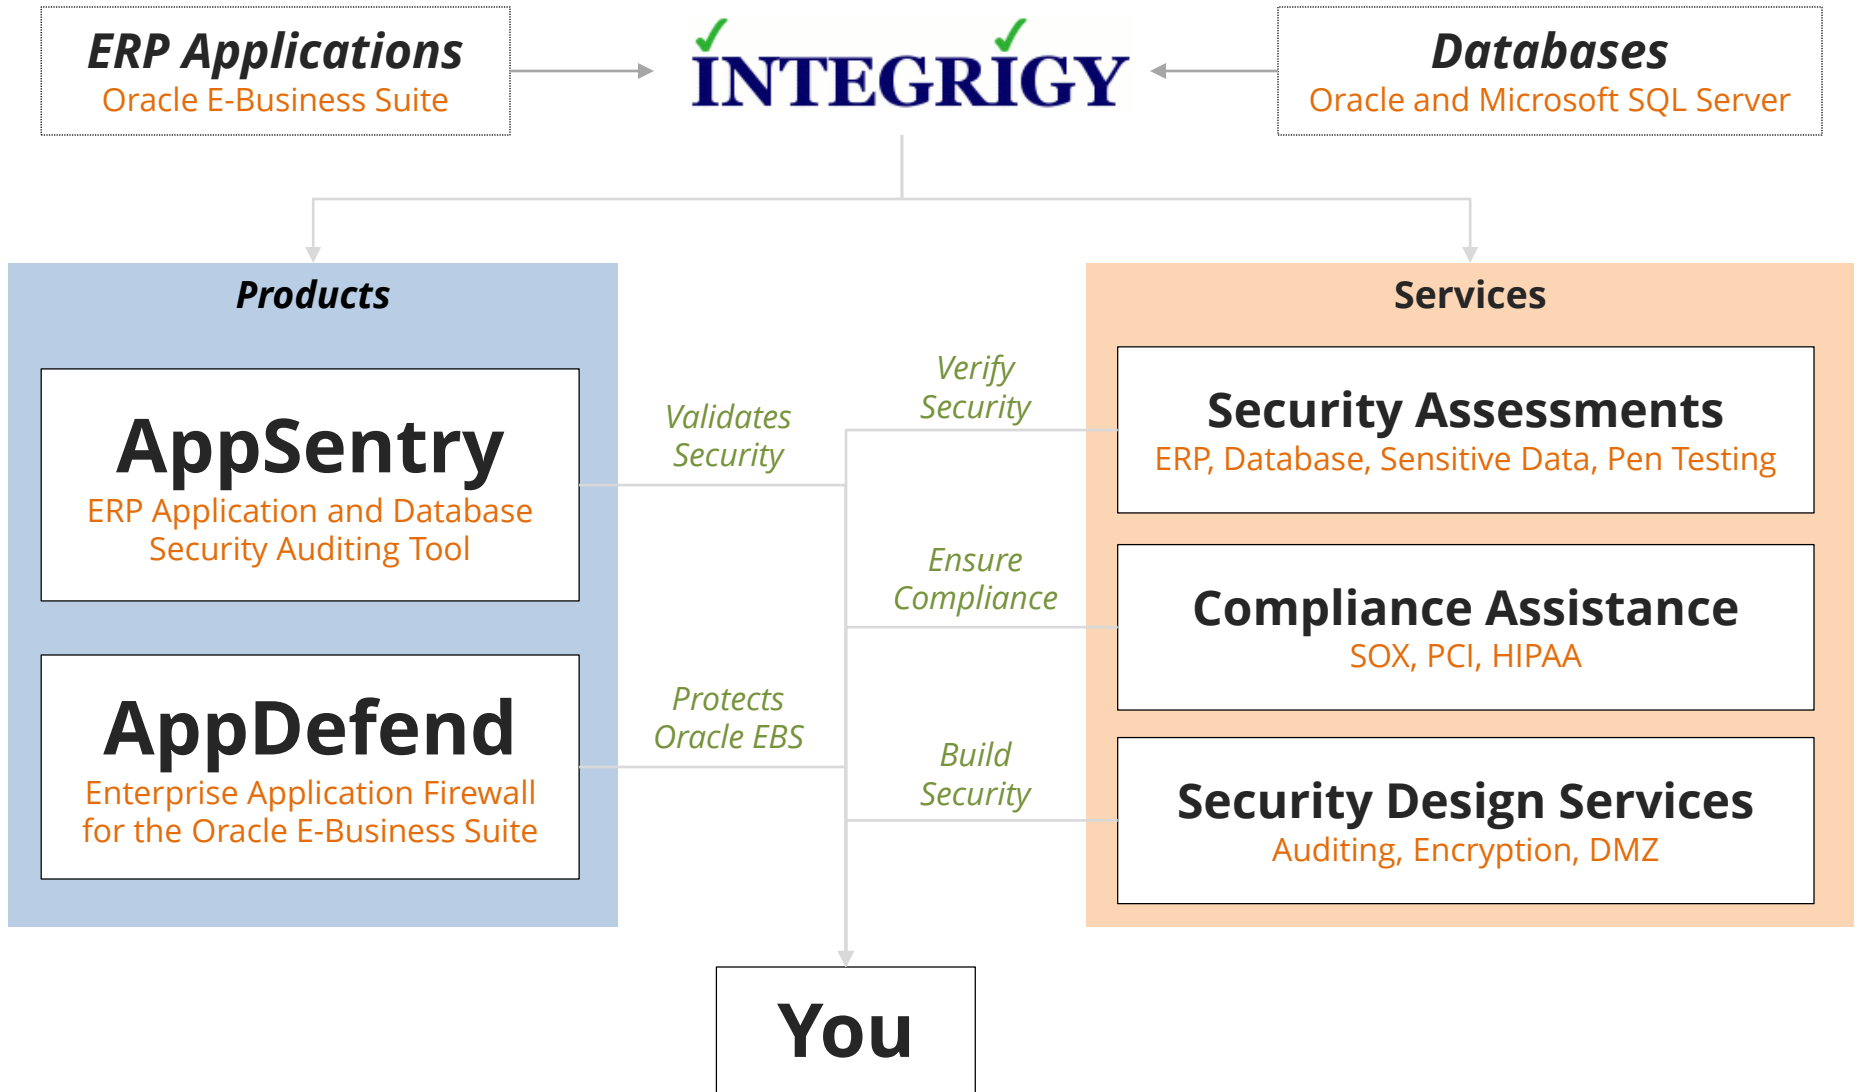 ERP Applications
Oracle E-Business Suite
INTEGRIGY
Databases
Oracle and Microsoft SQL Server
Products
AppSentry
ERP Application and Database
Security Auditing Tool
AppDefend
Enterprise Application Firewall
for the Oracle E-Business Suite
Validates
Security
Protects
Oracle EBS
Verify
Security
Ensure
Compliance
Build
Security
Services
Security Assessments
ERP, Database, Sensitive Data, Pen Testing
Compliance Assistance
SOX, PCI, HIPAA
Security Design Services
Auditing, Encryption, DMZ
You